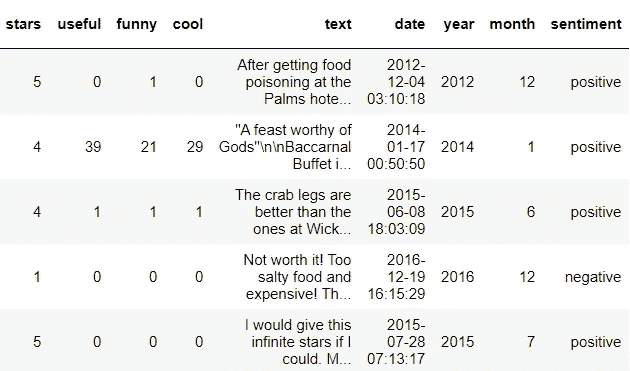 stars useful funny cool text date year month sentiment
After getting food 2012-
5 0 1 0 poisoning at the 12-04 2012 12 positive
Palms hote... 03:10:18
"A feast worthy of 2014-
4 39 21 29 Gods"\n\nBaccarnal 01-17 2014 1 positive
Buffet i... 00:50:50
The crab legs are 2015-
4 1 1 1 better than the 06-08 2015 6 positive
ones at Wick... 18:03:09
Not worth it! Too 2016-
1 0 0 0 salty food and 12-19 2016 12 negative
expensive! Th... 16:15:29
I would give this 2015-
5 0 0 0 infinite stars if I 07-28 2015 7 positive
could. M... 07:13:17